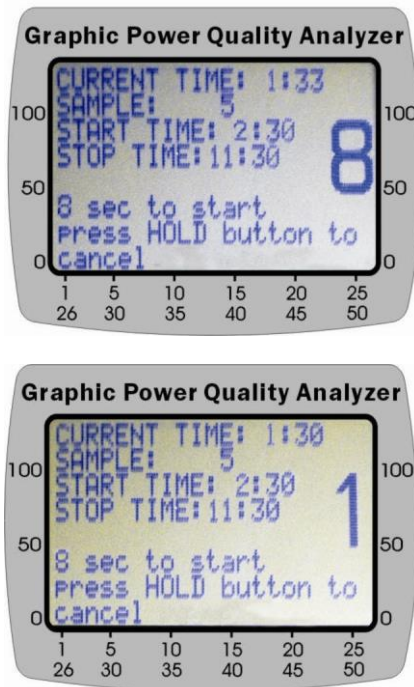 Graphic Power Quality Analyzer
CURRENT TIME: 1:33
SAMPLE: 5
START TIME: 2:30
STOP TIME:11:30
8
8 sec to start
press HOLD button to
cancel
100 100
50 50
0 0
1 5 10 15 20 25
26 30 35 40 45 50
Graphic Power Quality Analyzer
CURRENT TIME: 1:30
SAMPLE: 5
START TIME: 2:30
STOP TIME:11:30
1
8 sec to start
press HOLD button to
cancel
100 100
50 50
0 0
1 5 10 15 20 25
26 30 35 40 45 50